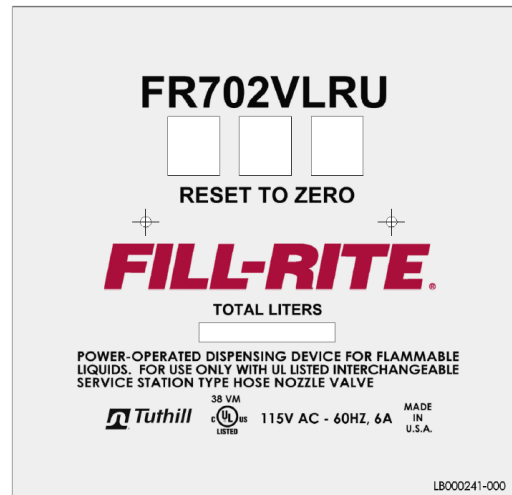 FR702VLRU
RESET TO ZERO
FILL-RITE.
TOTAL LITERS
POWER-OPERATED DISPENSING DEVICE FOR FLAMMABLE
LIQUIDS. FOR USE ONLY WITH UL LISTED INTERCHANGEABLE
SERVICE STATION TYPE HOSE NOZZLE VALVE
Tuthill
38 VM
C UL US
LISTED
115V AC - 60HZ, 6A
MADE
IN
U.S.A.
LB000241-000